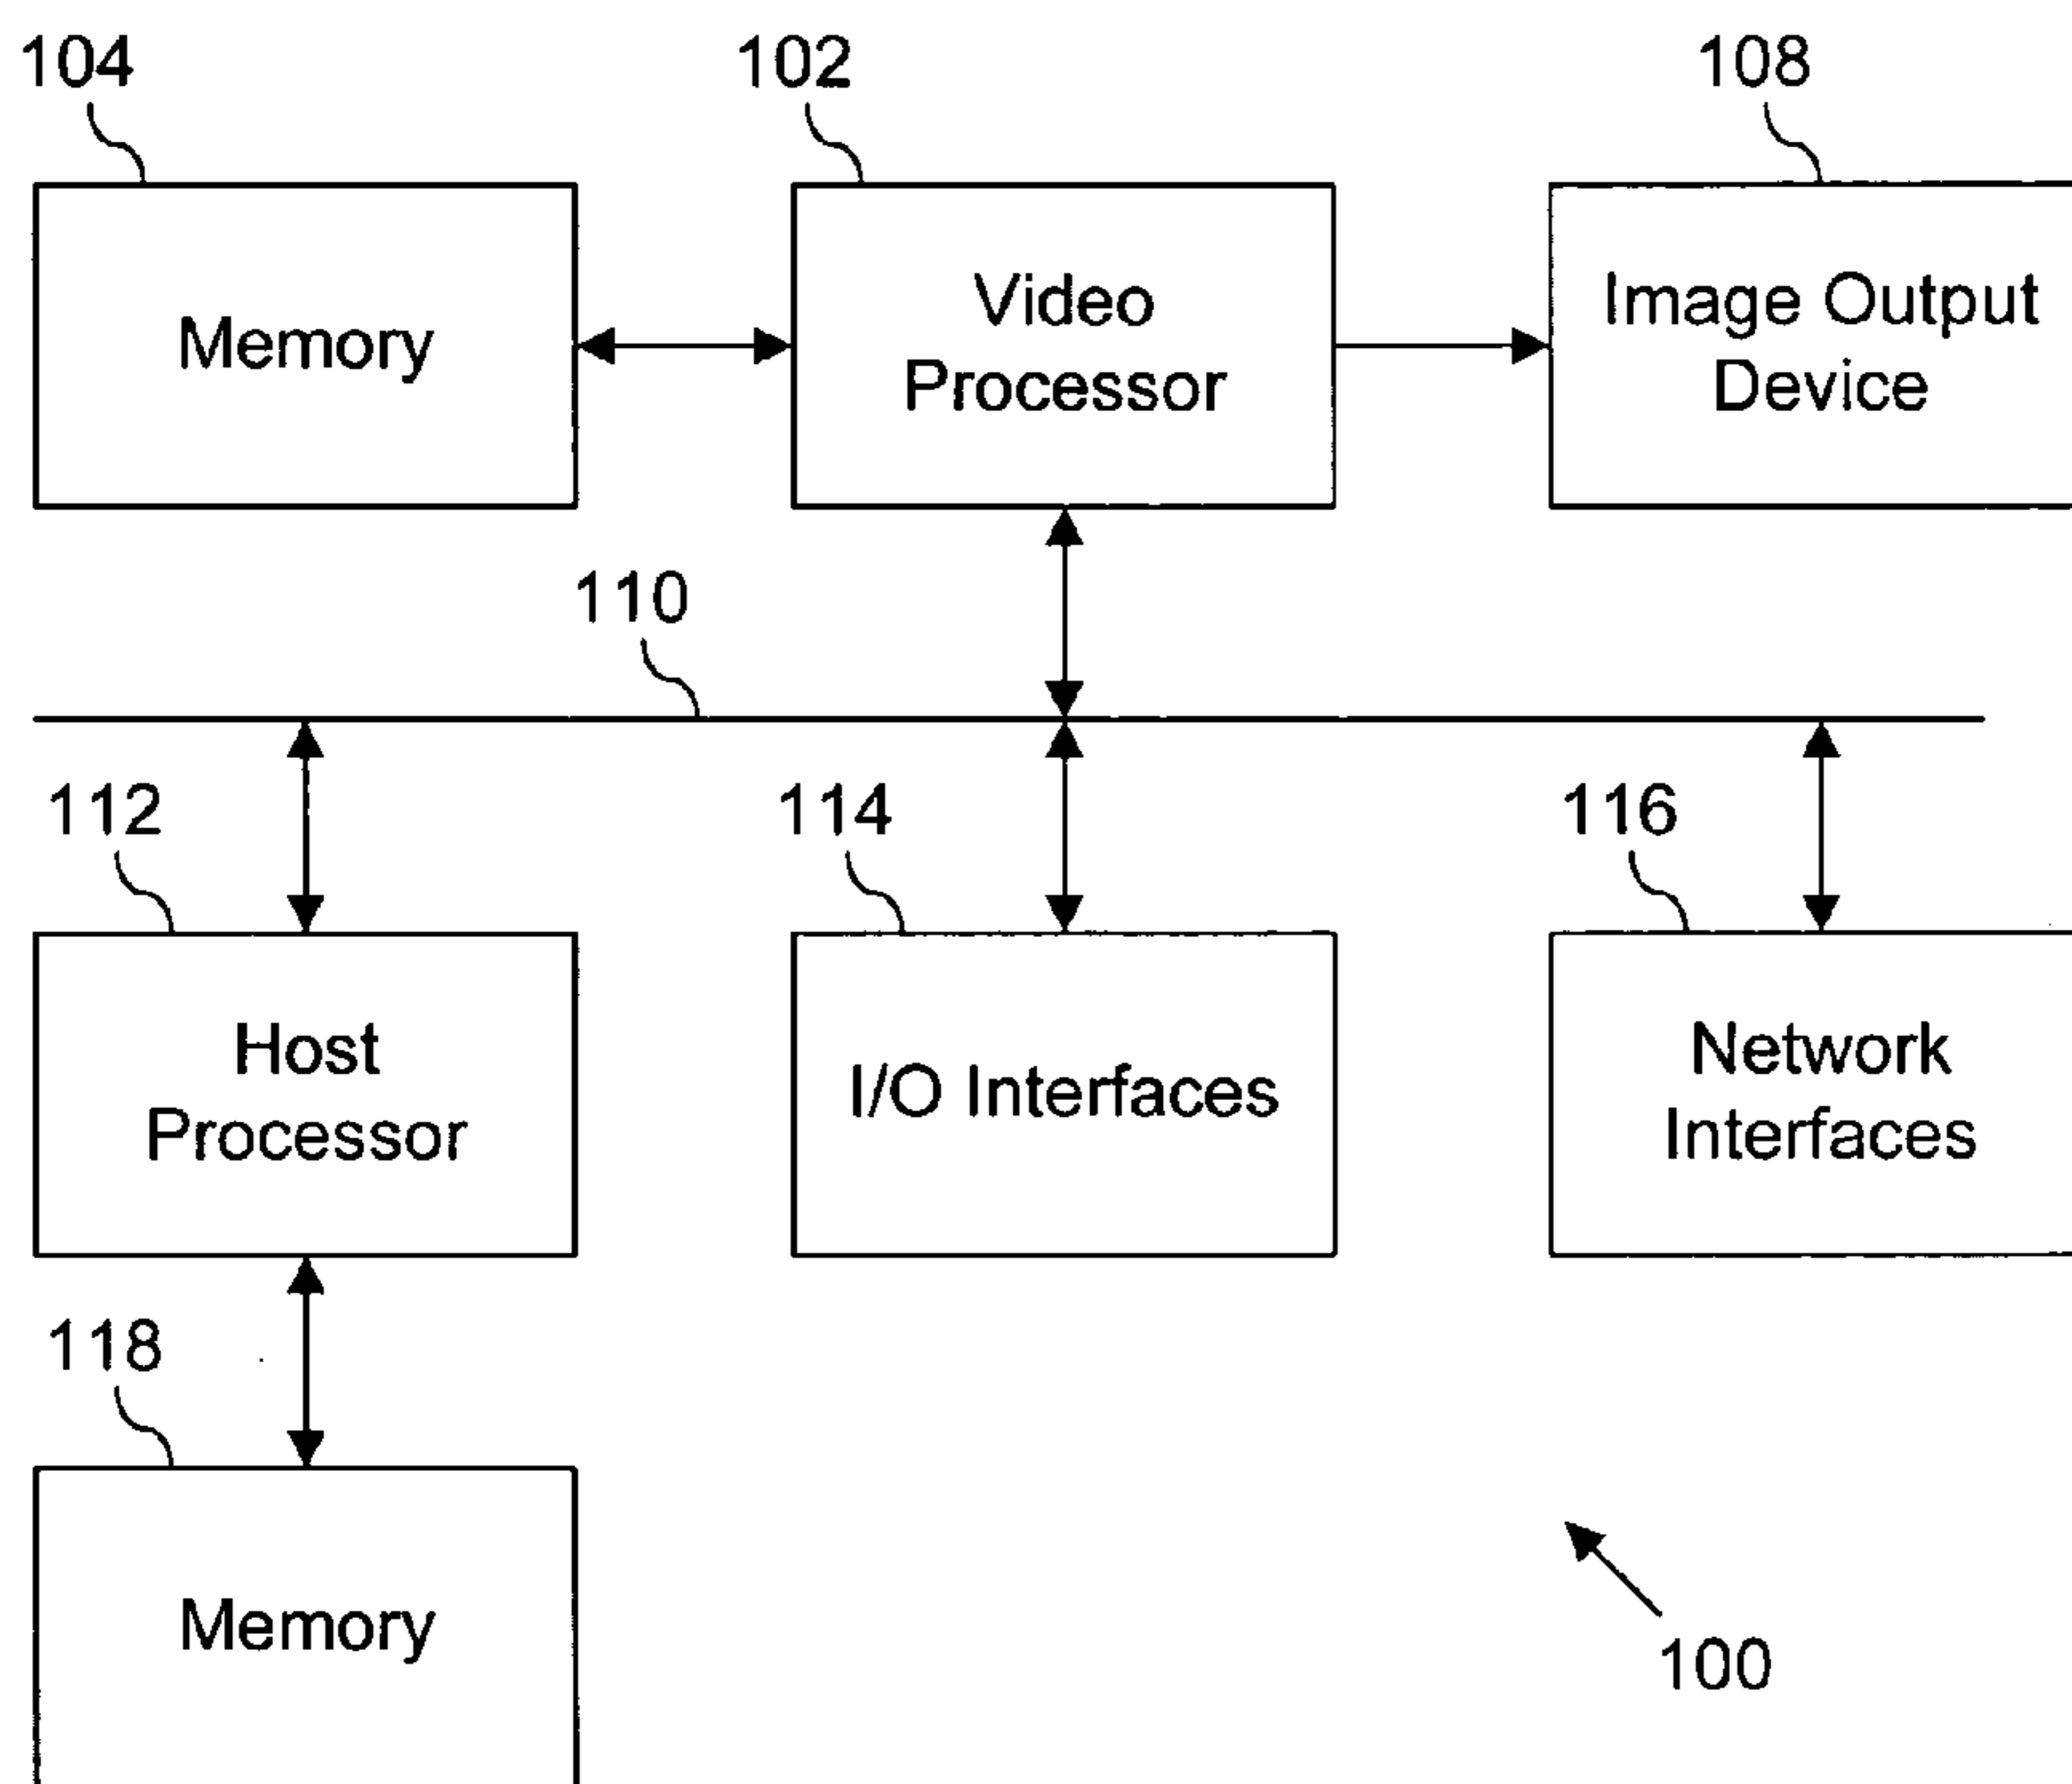 104
102
108
Memory
Video
Processor
Image Output
Device
110
112
114
116
Host
Processor
I/O Interfaces
Network
Interfaces
118
Memory
100